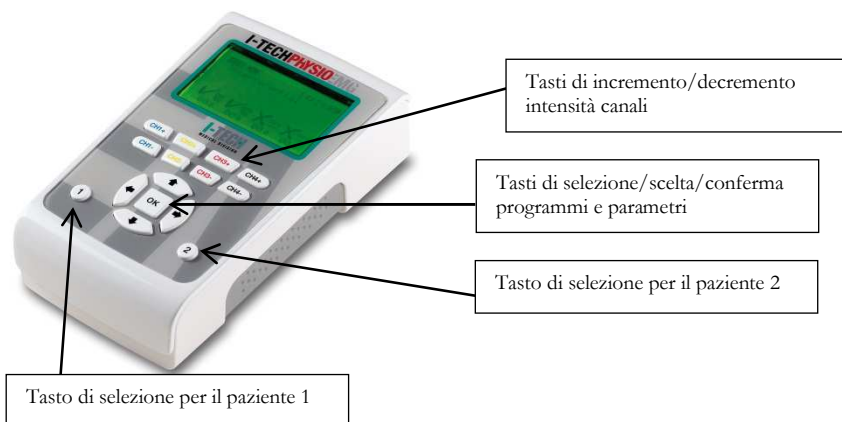 I-TECHPHYSIOEMG
I-TECH
MEDICAL DIVISION
CH1+
CH2+
CH3+
CH4+
CH1-
CH2-
CH3-
CH4-
1
OK
2
Tasti di incremento/decremento
intensità canali
Tasti di selezione/scelta/conferma
programmi e parametri
Tasto di selezione per il paziente 2
Tasto di selezione per il paziente 1